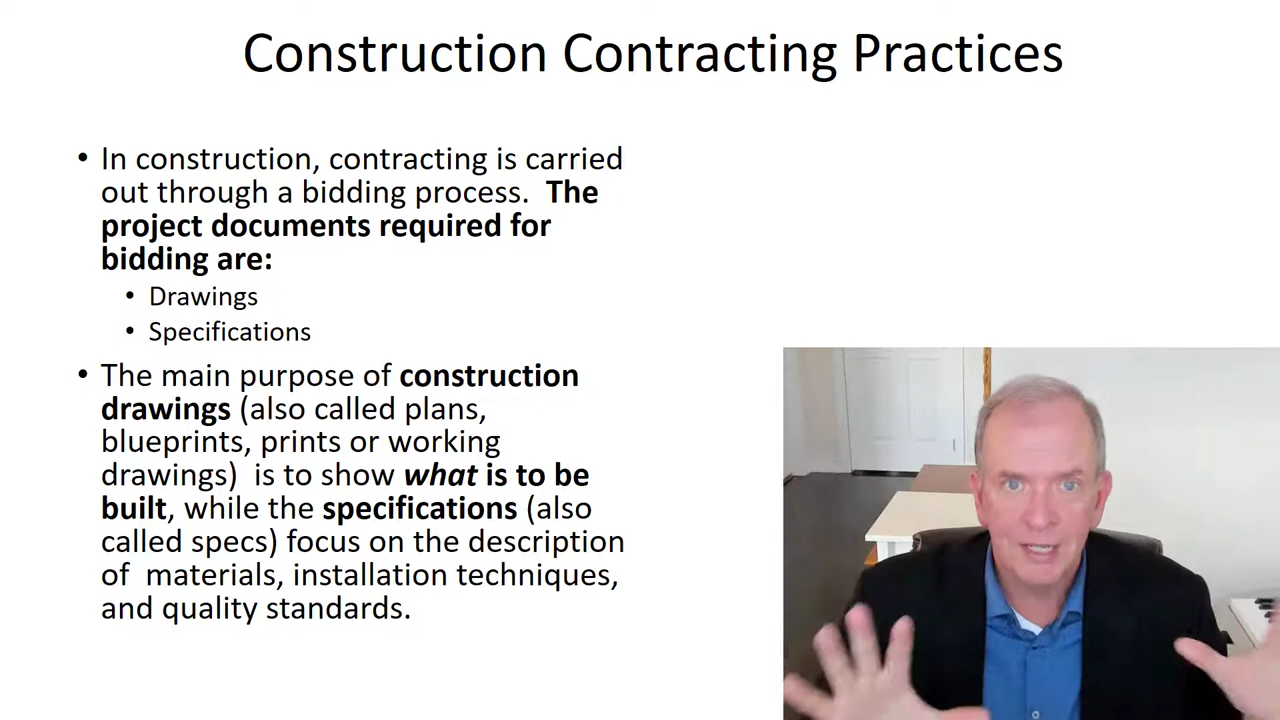 Construction Contracting Practices
• In construction, contracting is carried
out through a bidding process.  The
project documents required for
bidding are:
• Drawings
• Specifications
• The main purpose of construction
drawings (also called plans,
blueprints, prints or working
drawings)  is to show what is to be
built, while the specifications (also
called specs) focus on the description
of  materials, installation techniques,
and quality standards.